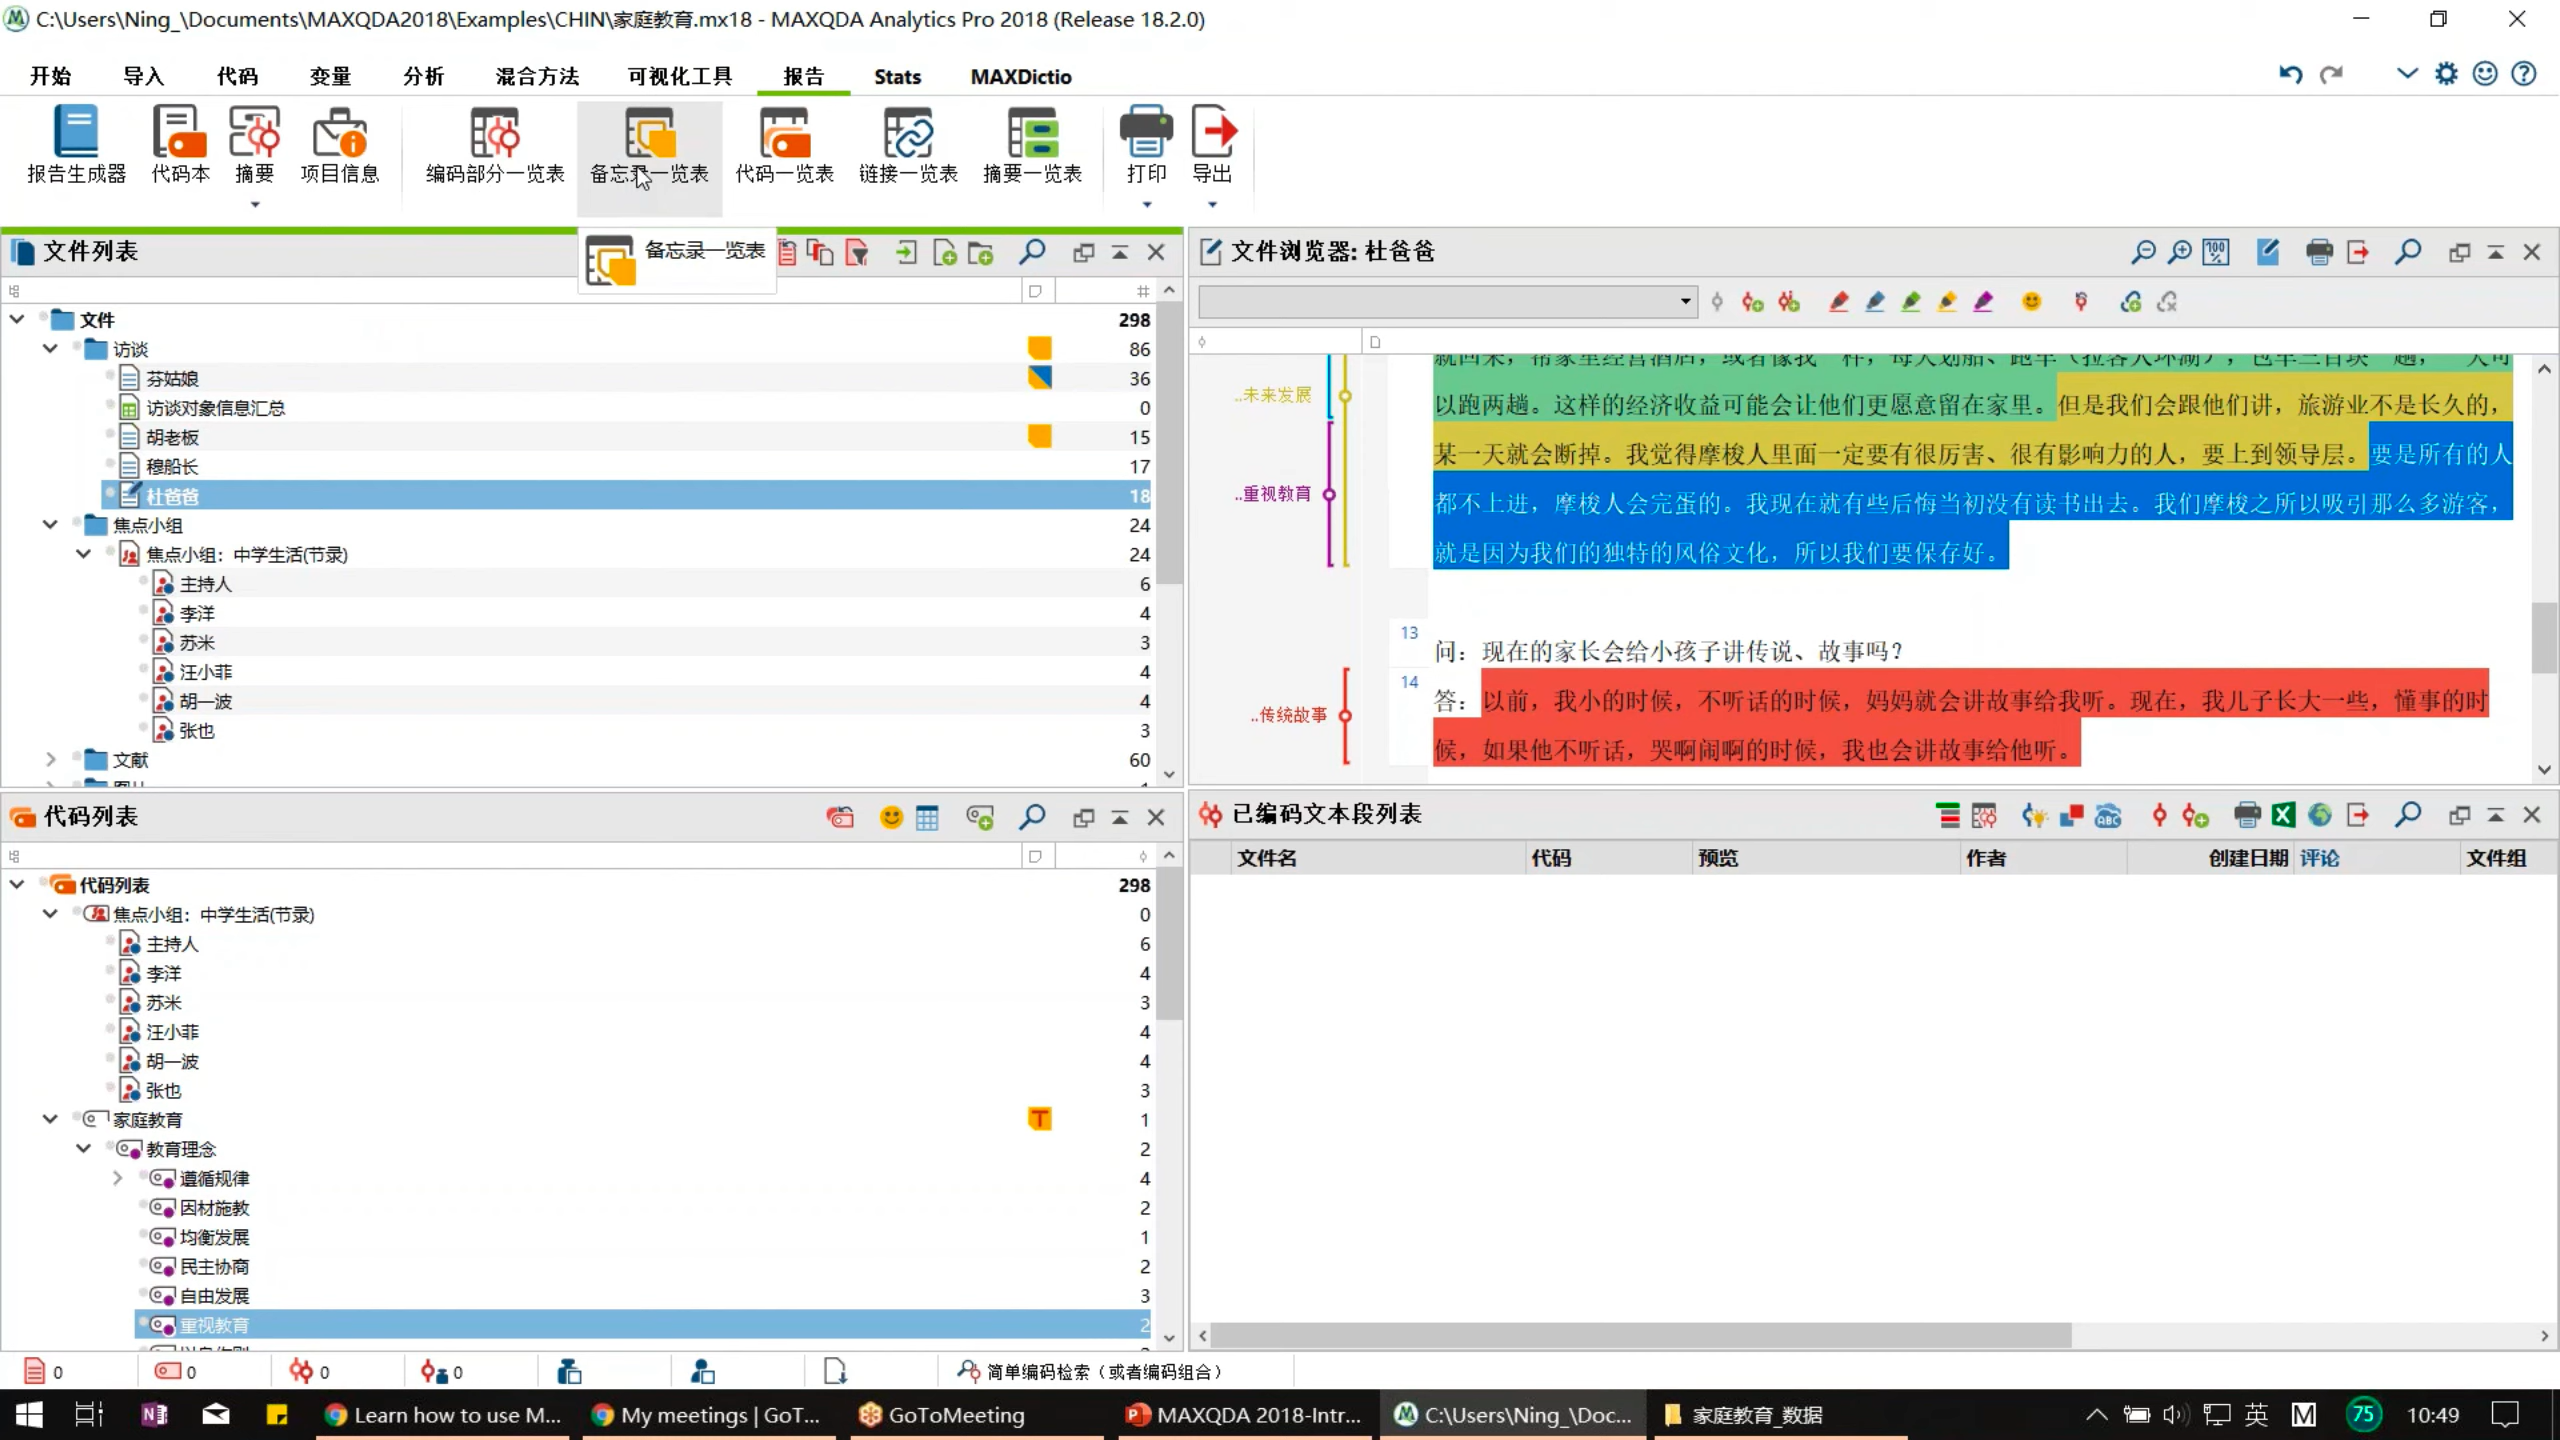 C:\Users\Ning_\Documents\MAXQDA2018\Examples\CHIN\家庭教育.mx18 - MAXQDA Analytics Pro 2018 (Release 18.2.0)
开始 导入 代码 变量 分析 混合方法 可视化工具 报告 Stats MAXDictio
报告生成器 代码本 摘要 项目信息 编码部分一览表 备忘录一览表 代码一览表 链接一览表 摘要一览表 打印 导出
文件列表
备忘录一览表
文件 298
访谈 86
芬姑娘 36
访谈对象信息汇总 0
胡老板 15
穆船长 17
杜爸爸 18
焦点小组 24
焦点小组: 中学生活(节录) 24
主持人 6
李洋 4
苏米 3
汪小菲 4
胡一波 4
张也 3
文献 60
文件浏览器: 杜爸爸
..未来发展
以跑两趟。这样的经济收益可能会让他们更愿意留在家里。但是我们会跟他们讲，旅游业不是长久的，
某一天就会断掉。我觉得摩梭人里面一定要有很厉害、很有影响力的人，要上到领导层。要是所有的人
..重视教育
都不上进，摩梭人会完蛋的。我现在就有些后悔当初没有读书出去。我们摩梭之所以吸引那么多游客，
就是因为我们的独特的风俗文化，所以我们要保存好。
13
问：现在的家长会给小孩子讲传说、故事吗？
14
答：以前，我小的时候，不听话的时候，妈妈就会讲故事给我听。现在，我儿子长大一些，懂事的时
..传统故事
候，如果他不听话，哭啊闹啊的时候，我也会讲故事给他听。
代码列表
代码列表 298
焦点小组: 中学生活(节录) 0
主持人 6
李洋 4
苏米 3
汪小菲 4
胡一波 4
张也 3
家庭教育 1
教育理念 2
遵循规律 4
因材施教 2
均衡发展 1
民主协商 2
自由发展 3
重视教育 2
已编码文本段列表
文件名 代码 预览 作者 创建日期 评论 文件组
0 0 0 0 简单编码检索（或者编码组合）
Learn how to use M... My meetings | GoT... GoToMeeting MAXQDA 2018-Intr... C:\Users\Ning_\Doc... 家庭教育_数据 英 M 75 10:49